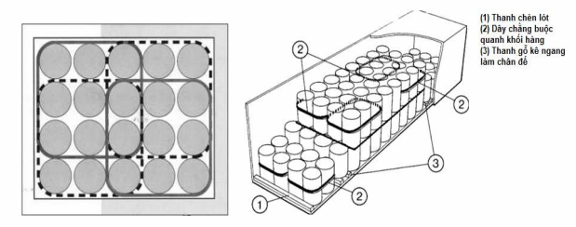 (1) Thanh chèn lót
(2) Dây chằng buộc
quanh khối hàng
(3) Thanh gỗ kê ngang
làm chân đế
2
2
3
2
1